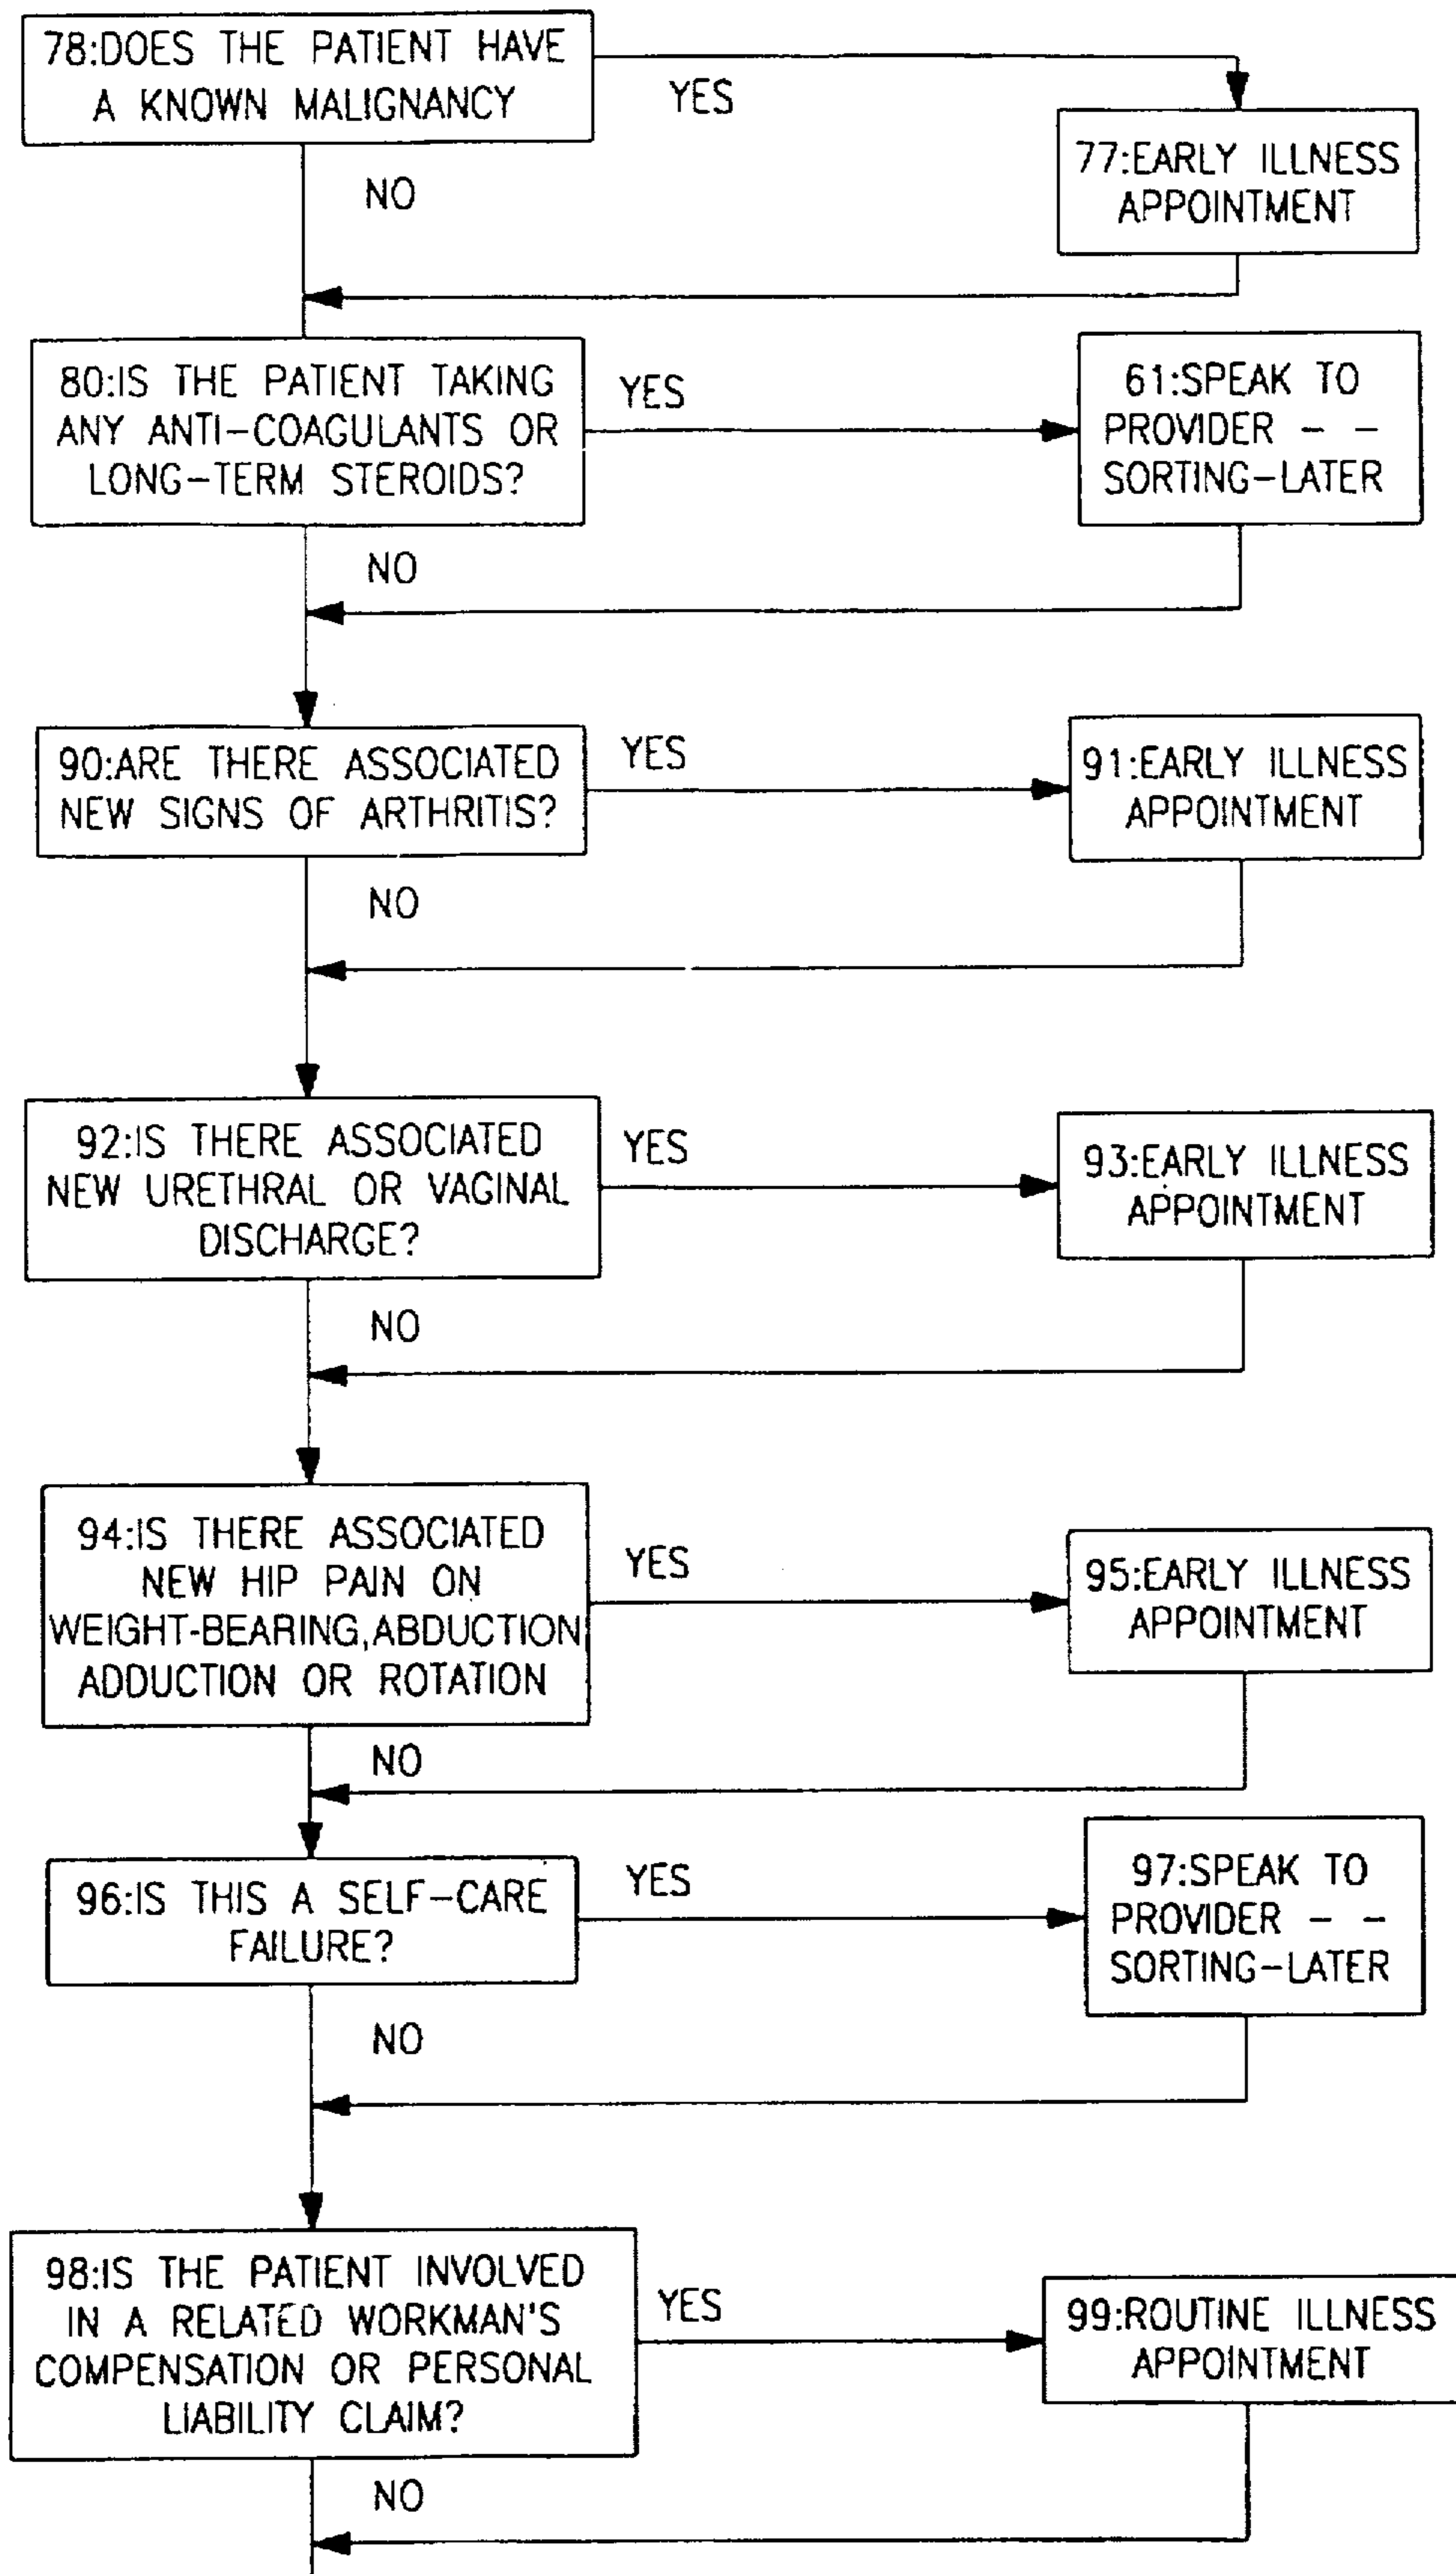 78:DOES THE PATIENT HAVE
A KNOWN MALIGNANCY
YES
NO
77:EARLY ILLNESS
APPOINTMENT
80:IS THE PATIENT TAKING
ANY ANTI-COAGULANTS OR
LONG-TERM STEROIDS?
YES
NO
61:SPEAK TO
PROVIDER - -
SORTING-LATER
90:ARE THERE ASSOCIATED
NEW SIGNS OF ARTHRITIS?
YES
NO
91:EARLY ILLNESS
APPOINTMENT
92:IS THERE ASSOCIATED
NEW URETHRAL OR VAGINAL
DISCHARGE?
YES
NO
93:EARLY ILLNESS
APPOINTMENT
94:IS THERE ASSOCIATED
NEW HIP PAIN ON
WEIGHT-BEARING,ABDUCTION
ADDUCTION OR ROTATION
YES
NO
95:EARLY ILLNESS
APPOINTMENT
96:IS THIS A SELF-CARE
FAILURE?
YES
NO
97:SPEAK TO
PROVIDER - -
SORTING-LATER
98:IS THE PATIENT INVOLVED
IN A RELATED WORKMAN'S
COMPENSATION OR PERSONAL
LIABILITY CLAIM?
YES
NO
99:ROUTINE ILLNESS
APPOINTMENT